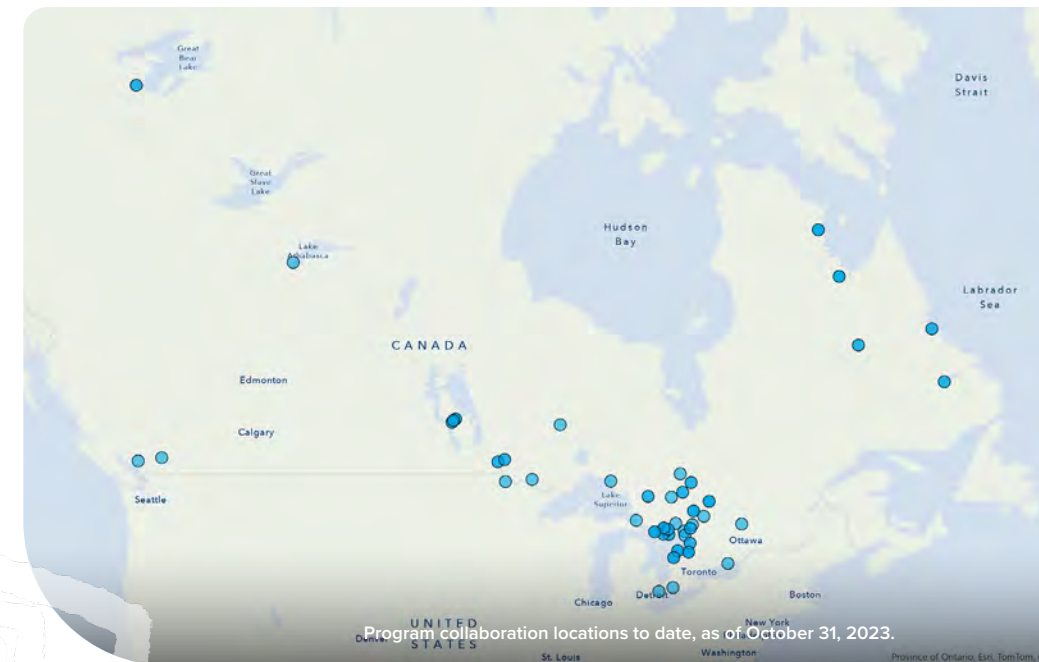 Great
Bear
Lake
Davis
Strait
Great
Slave
Lake
Hudson
Bay
Lake
Athabasca
Labrador
Sea
CANADA
Edmonton
Calgary
Seattle
Lake
Superior
Ottawa
Toronto
Detroit
Boston
Chicago
New York
UNITED
STATES
Denver
Program collaboration locations to date, as of October 31, 2023.
St. Louis
Washington
Province of Ontario, Esri, TomTom,